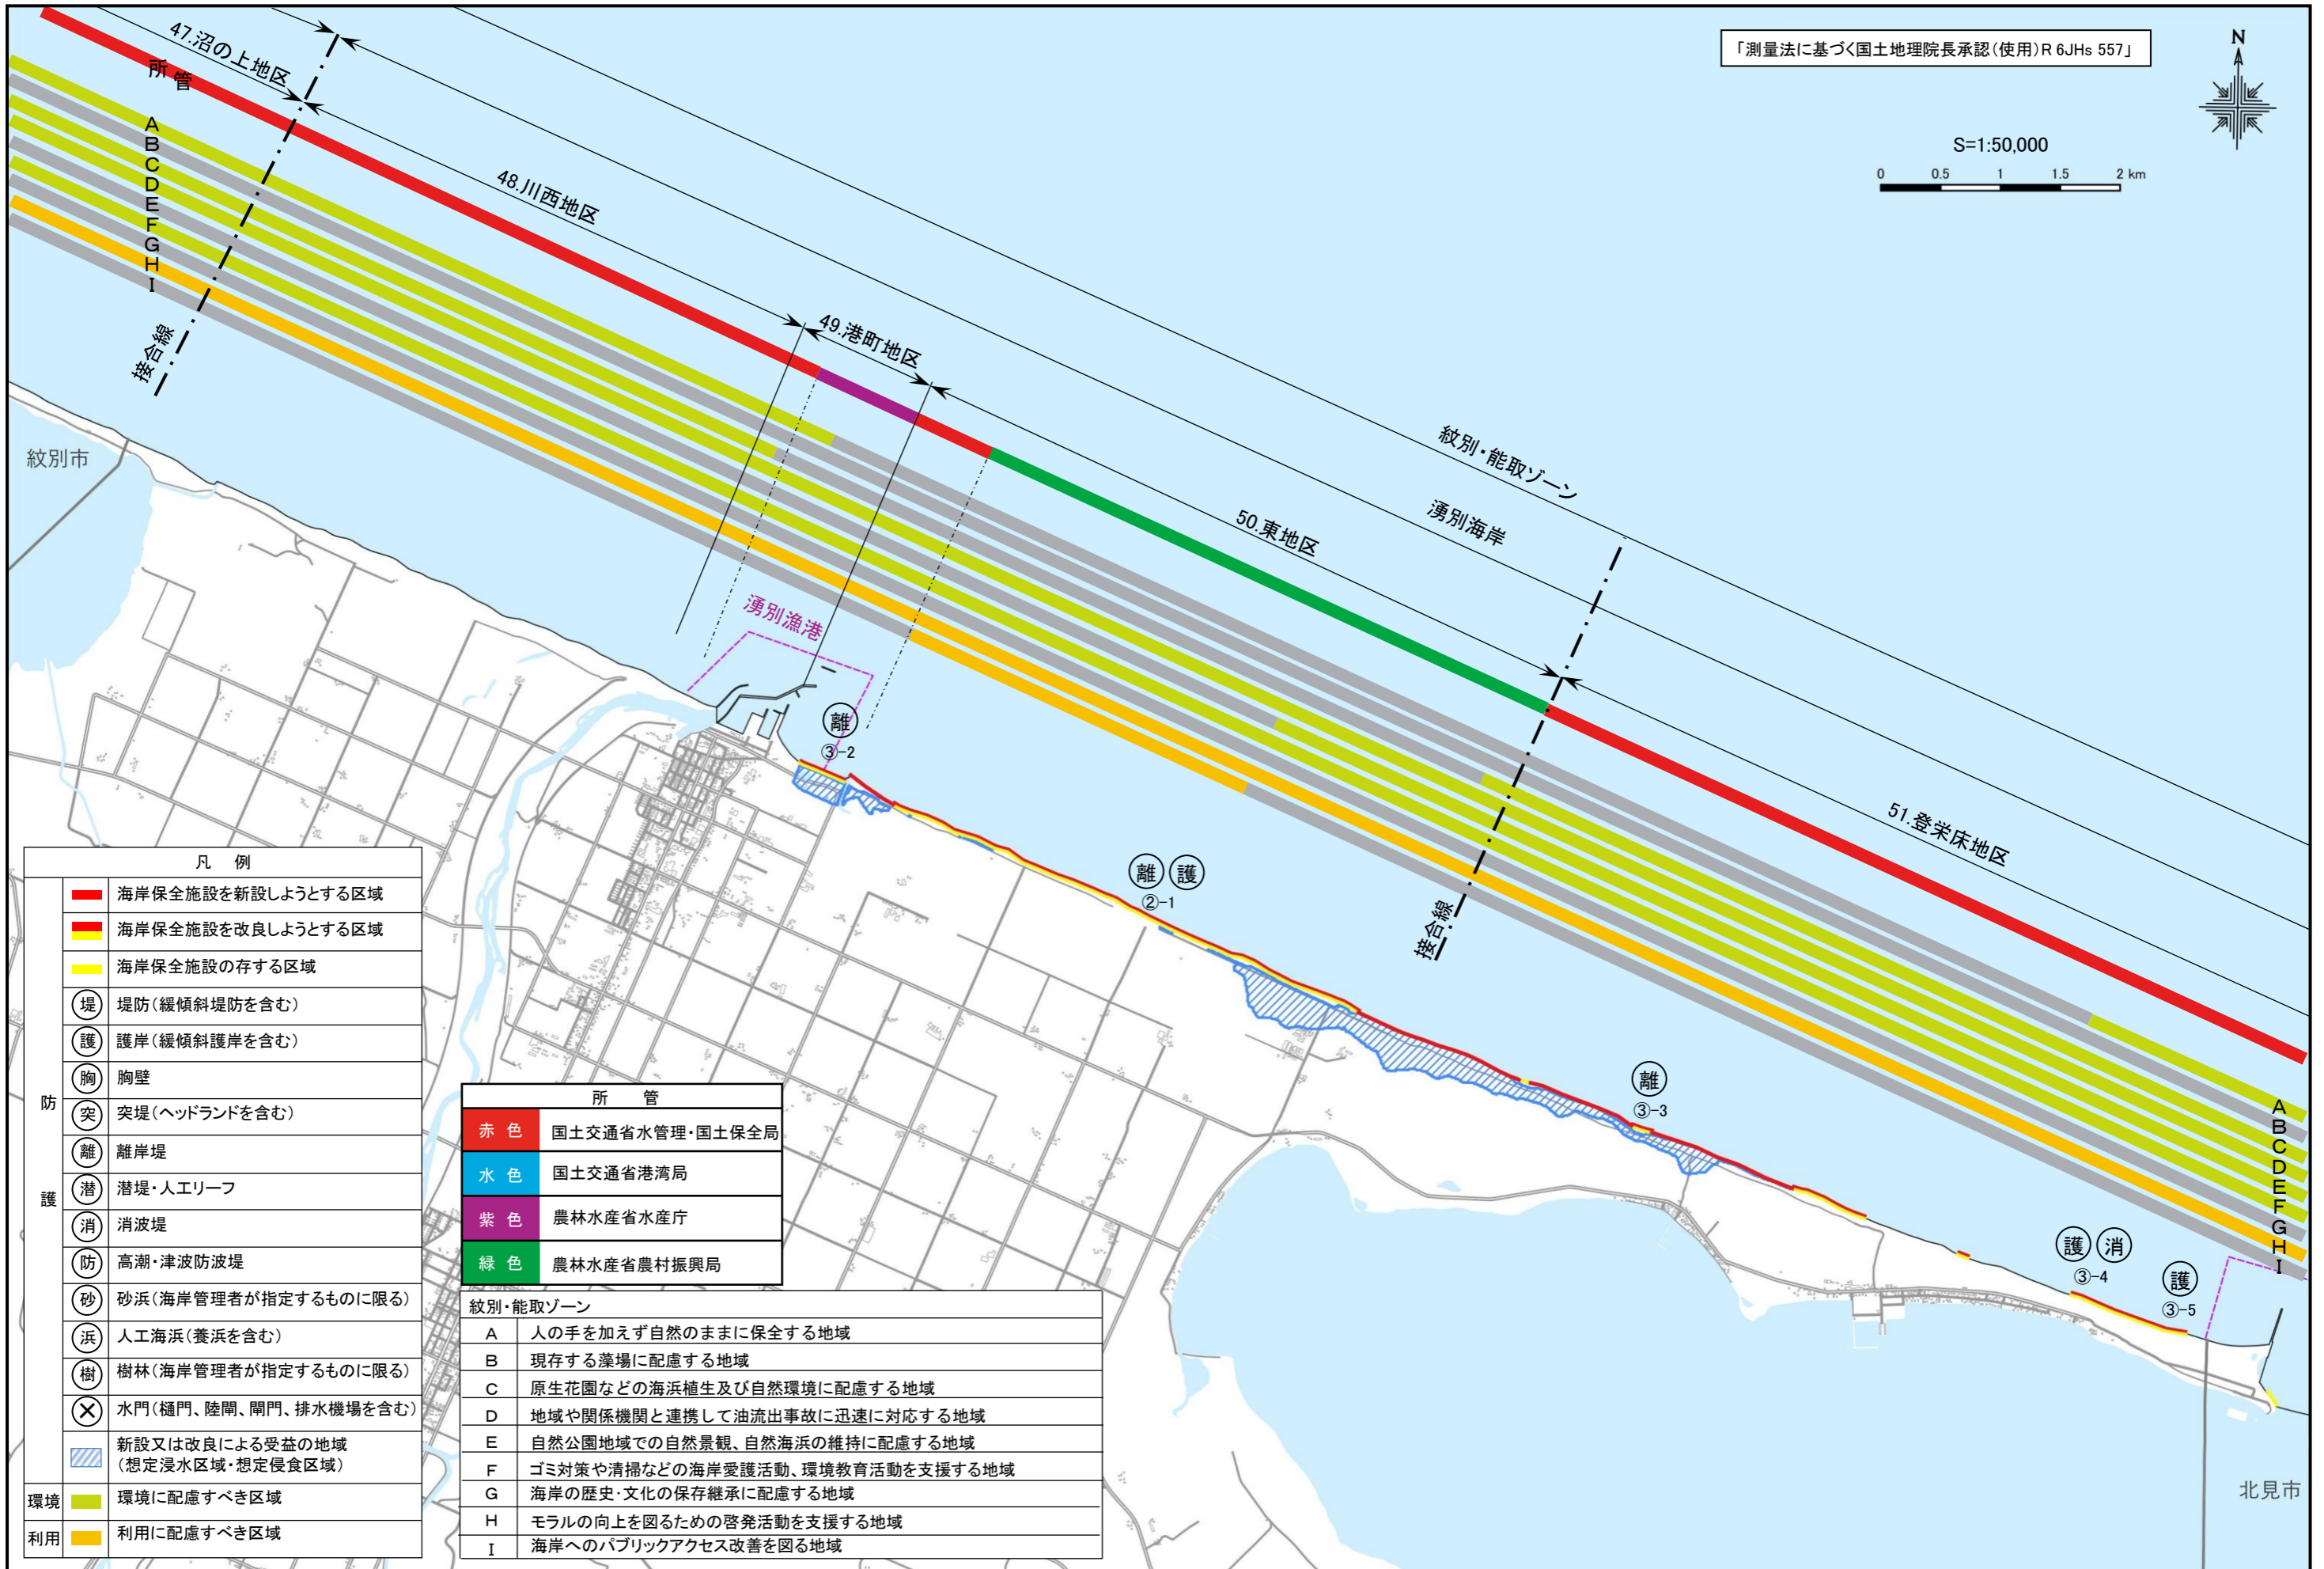 「測量法に基づく国土地理院長承認(使用)R 6JHs 557」
N
S=1:50,000
0 0.5 1 1.5 2 km
47.沼の上地区
所管
A
B
C
D
E
F
G
H
I
接合線
48.川西地区
49.港町地区
50.東地区
紋別・能取ゾーン
湧別海岸
51.登栄床地区
接合線
紋別市
湧別漁港
離
③-2
離 護
②-1
離
③-3
護 消
③-4
護
③-5
A
B
C
D
E
F
G
H
I
北見市
凡 例
防護
海岸保全施設を新設しようとする区域
海岸保全施設を改良しようとする区域
海岸保全施設の存する区域
堤 堤防(緩傾斜堤防を含む)
護 護岸(緩傾斜護岸を含む)
胸 胸壁
突 突堤(ヘッドランドを含む)
離 離岸堤
潜 潜堤・人工リーフ
消 消波堤
防 高潮・津波防波堤
砂 砂浜(海岸管理者が指定するものに限る)
浜 人工海浜(養浜を含む)
樹 樹林(海岸管理者が指定するものに限る)
水門(樋門、陸閘、閘門、排水機場を含む)
新設又は改良による受益の地域
(想定浸水区域・想定侵食区域)
環境 環境に配慮すべき区域
利用 利用に配慮すべき区域
所 管
赤 色 国土交通省水管理・国土保全局
水 色 国土交通省港湾局
紫 色 農林水産省水産庁
緑 色 農林水産省農村振興局
紋別・能取ゾーン
A 人の手を加えず自然のままに保全する地域
B 現存する藻場に配慮する地域
C 原生花園などの海浜植生及び自然環境に配慮する地域
D 地域や関係機関と連携して油流出事故に迅速に対応する地域
E 自然公園地域での自然景観、自然海浜の維持に配慮する地域
F ゴミ対策や清掃などの海岸愛護活動、環境教育活動を支援する地域
G 海岸の歴史・文化の保存継承に配慮する地域
H モラルの向上を図るための啓発活動を支援する地域
I 海岸へのパブリックアクセス改善を図る地域